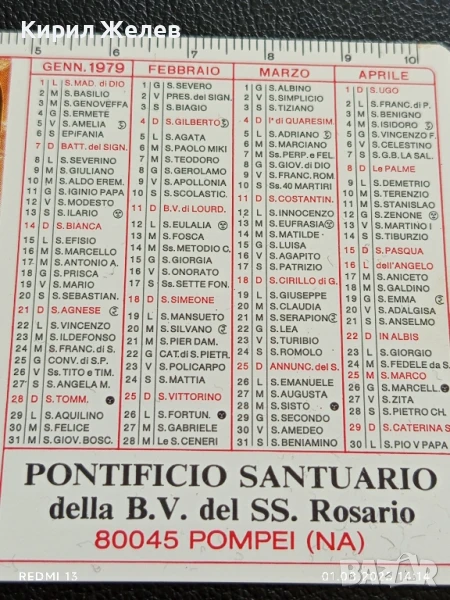 Кирил Желев
5 6 7 8 9 10
GENN. 1979
1 L S.MAD. di DIO
2 M S.BASILIO
3 M S.GENOVEFFA
4 G S.ERMETE
5 V S.AMELIA
6 S EPIFANIA
7 D BATT. del SIGN.
8 L S.SEVERINO
9 M S.GIULIANO
10 M S.ALDO EREM.
11 G S.IGINIO PAPA
12 V S.MODESTO
13 S S.ILARIO
14 D S.BIANCA
15 L S.EFISIO
16 M S.MARCELLO
17 M S.ANTONIO A.
18 G S.PRISCA
19 V S.MARIO
20 S S.SEBASTIAN.
21 D S.AGNESE
22 L S.VINCENZO
23 M S.ILDEFONSO
24 M S.FRANC.di S.
25 G CONV.di S.P.
26 V Ss. TITO e TIM.
27 S S.ANGELA M.
28 D S.TOMM.
29 L S.AQUILINO
30 M S.FELICE
31 M S.GIOV. BOSC.
FEBBRAIO
1 G S.SEVERO
2 V PRES.del SIGN.
3 S S.BIAGIO
4 D S.GILBERTO
5 L S.AGATA
6 M S.PAOLO MIKI
7 M S.TEODORO
8 G S.GEROLAMO
9 V S.APOLLONIA
10 S S.SCOLASTIC.
11 D B.V.di LOURD.
12 L S.EULALIA
13 M S.FOSCA
14 M Ss.METODIO C.
15 G S.GIORGIA
16 V S.ONORATO
17 S Ss.SETTE FON.
18 D S.SIMEONE
19 L S.MANSUETO
20 M S.SILVANO
21 M S.PIER DAM.
22 G CAT.di S.PIETR.
23 V S.POLICARPO
24 S S.MATTIA
25 D S.VITTORINO
26 L S.FORTUN.
27 M S.GABRIELE
28 M Le S.CENERI
MARZO
1 G S.ALBINO
2 V S.SIMPLICIO
3 S S.TIZIANO
4 D Iª di QUARESIM.
5 L S.ADRIANO
6 M S.MARCIANO
7 M Ss.PERP. e FEL.
8 G S.GIOV.di DIO
9 V S.FRANC. ROM.
10 S Ss.40 MARTIRI
11 D S.COSTANTIN.
12 L S.INNOCENZO
13 M S.EUFRASIA
14 M S.MATILDE
15 G S.LUISA
16 V S.AGAPITO
17 S S.PATRIZIO
18 D S.CIRILLO di G.
19 L S.GIUSEPPE
20 M S.CLAUDIA
21 M S.SERAPION
22 G S.LEA
23 V S.TURIBIO
24 S S.ROMOLO
25 D ANNUNC.del S.
26 L S.EMANUELE
27 M S.AUGUSTA
28 M S.SISTO
29 G S.SECONDO
30 V S.AMEDEO
31 S S.BENIAMINO
APRILE
1 D S.UGO
2 L S.FRANC.di P.
3 M S.BENIGNO
4 M S.ISIDORO
5 G S.VINCENZO F.
6 V S.CELESTINO
7 S S.G.B.LA SAL.
8 D Le PALME
9 L S.DEMETRIO
10 M S.TERENZIO
11 M S.STANISLAO
12 G S.ZENONE
13 V S.MARTINO I
14 S S.TIBURZIO
15 D S.PASQUA
16 L dell'ANGELO
17 M S.ANICETO
18 M S.GALDINO
19 G S.EMMA
20 V S.ADALGISA
21 S S.ANSELMO
22 D IN ALBIS
23 L S.GIORGIO
24 M S.FEDELE da S.
25 M S.MARCO
26 G S.MARCELL.
27 V S.ZITA
28 S S.PIETRO CH.
29 D S.CATERINA S.
30 L S.PIO V PAPA
PONTIFICIO SANTUARIO
della B.V. del SS. Rosario
80045 POMPEI (NA)
REDMI 13
BAZAR